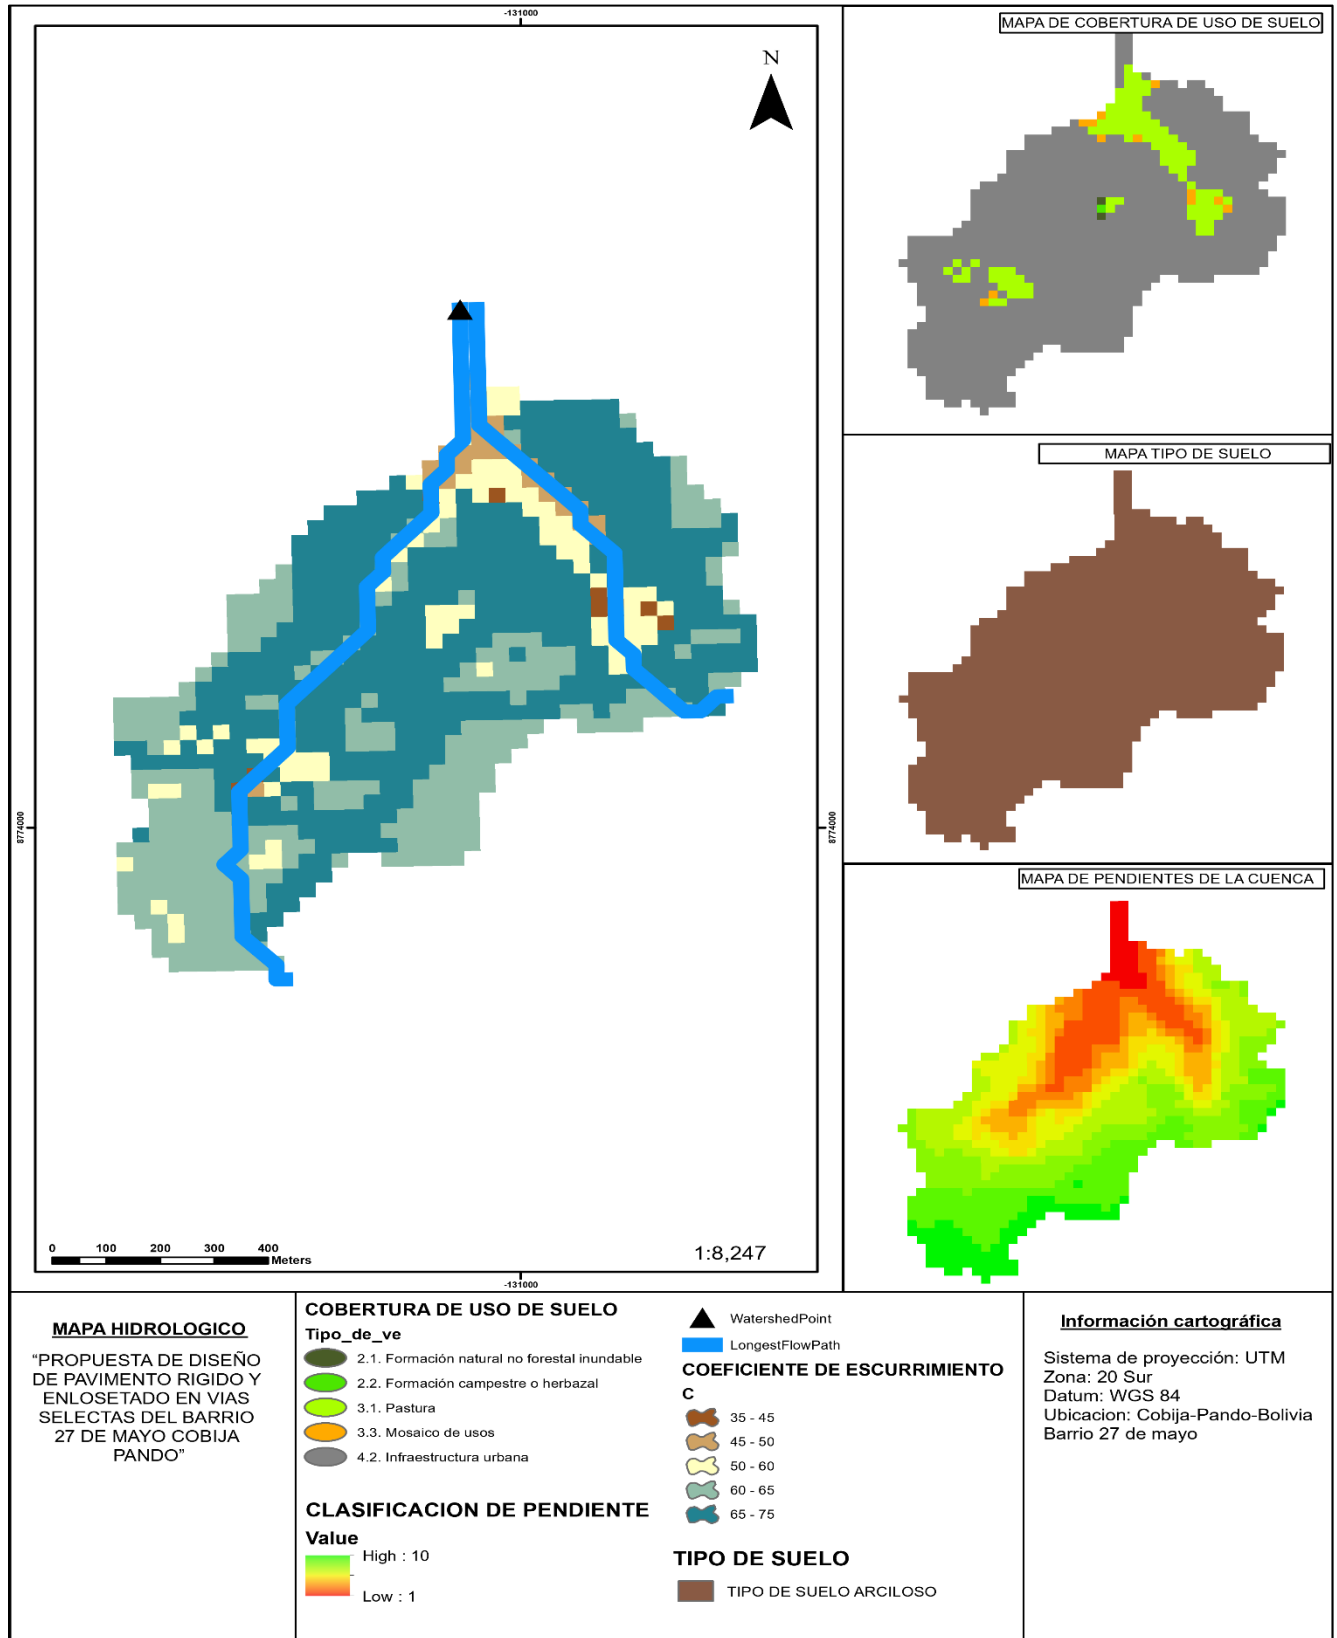 -131000
N
8774000
8774000
0 100 200 300 400
Meters
1:8,247
-131000
MAPA DE COBERTURA DE USO DE SUELO
MAPA TIPO DE SUELO
MAPA DE PENDIENTES DE LA CUENCA
MAPA HIDROLOGICO
“PROPUESTA DE DISEÑO
DE PAVIMENTO RIGIDO Y
ENLOSETADO EN VIAS
SELECTAS DEL BARRIO
27 DE MAYO COBIJA
PANDO”
COBERTURA DE USO DE SUELO
Tipo_de_ve
2.1. Formación natural no forestal inundable
2.2. Formación campestre o herbazal
3.1. Pastura
3.3. Mosaico de usos
4.2. Infraestructura urbana
CLASIFICACION DE PENDIENTE
Value
High : 10
Low : 1
WatershedPoint
LongestFlowPath
COEFICIENTE DE ESCURRIMIENTO
C
35 - 45
45 - 50
50 - 60
60 - 65
65 - 75
TIPO DE SUELO
TIPO DE SUELO ARCILOSO
Información cartográfica
Sistema de proyección: UTM
Zona: 20 Sur
Datum: WGS 84
Ubicacion: Cobija-Pando-Bolivia
Barrio 27 de mayo